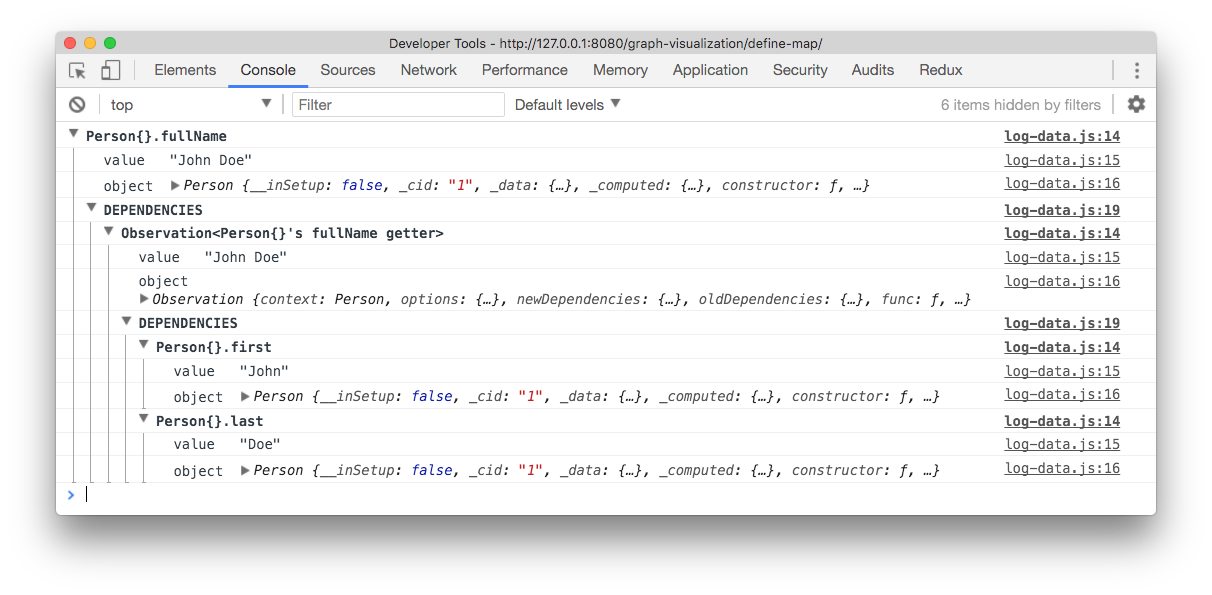 Developer Tools - http://127.0.0.1:8080/graph-visualization/define-map/
Elements Console Sources Network Performance Memory Application Security Audits Redux
top Filter Default levels 6 items hidden by filters
Person{}.fullName log-data.js:14
value "John Doe" log-data.js:15
object Person {__inSetup: false, _cid: "1", _data: {…}, _computed: {…}, constructor: ƒ, …} log-data.js:16
DEPENDENCIES log-data.js:19
Observation<Person{}'s fullName getter> log-data.js:14
value "John Doe" log-data.js:15
object log-data.js:16
Observation {context: Person, options: {…}, newDependencies: {…}, oldDependencies: {…}, func: ƒ, …}
DEPENDENCIES log-data.js:19
Person{}.first log-data.js:14
value "John" log-data.js:15
object Person {__inSetup: false, _cid: "1", _data: {…}, _computed: {…}, constructor: ƒ, …} log-data.js:16
Person{}.last log-data.js:14
value "Doe" log-data.js:15
object Person {__inSetup: false, _cid: "1", _data: {…}, _computed: {…}, constructor: ƒ, …} log-data.js:16